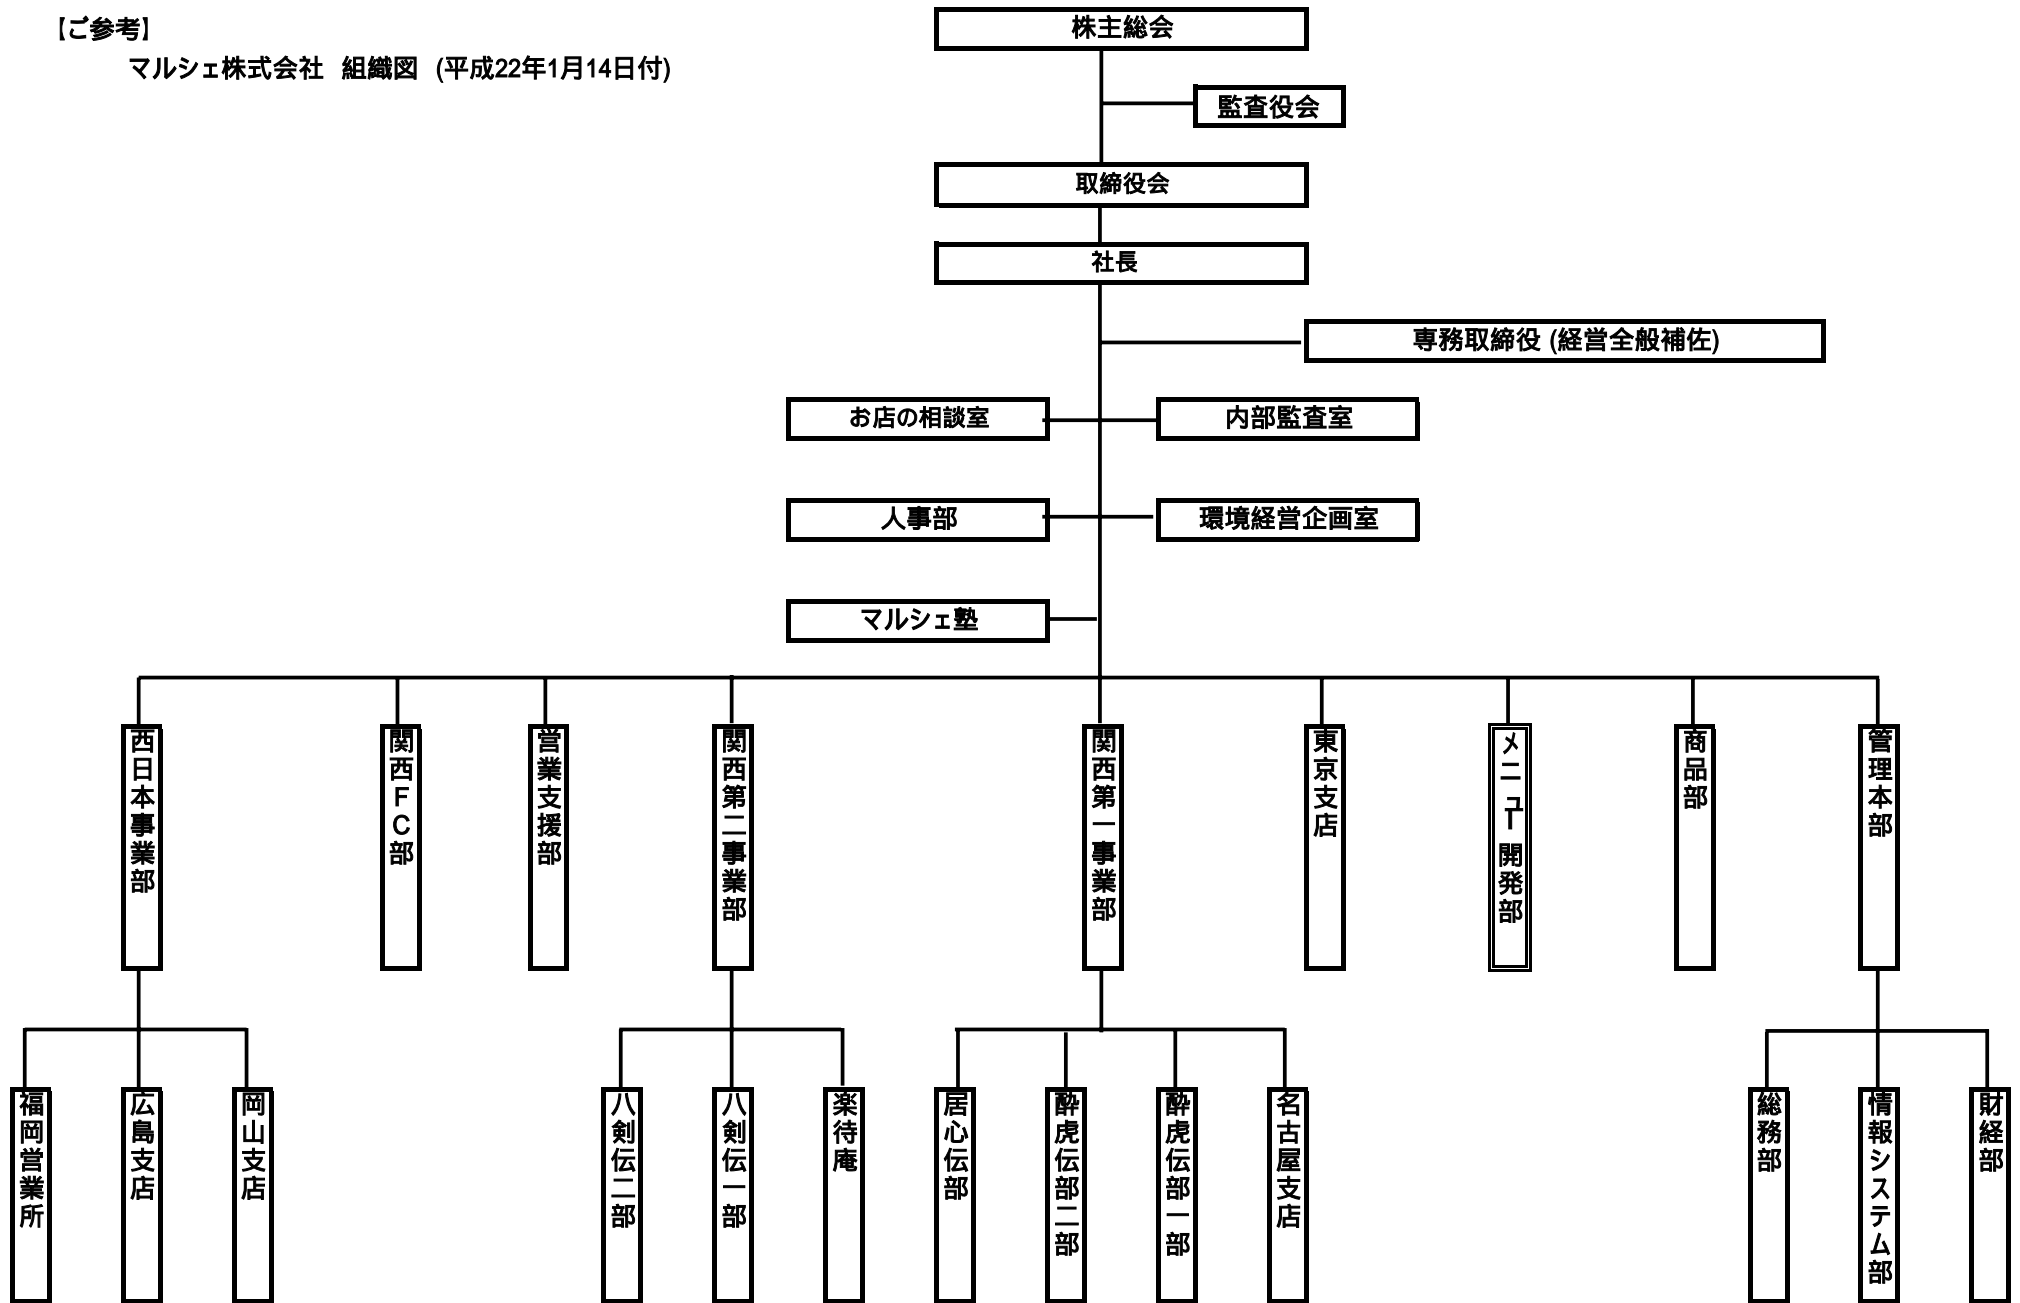 【ご参考】
マルシェ株式会社 組織図 (平成22年1月14日付)
株主総会
監査役会
取締役会
社長
専務取締役 (経営全般補佐)
お店の相談室
内部監査室
人事部
環境経営企画室
マルシェ塾
西日本事業部
関西FC部
営業支援部
関西第二事業部
関西第一事業部
東京支店
メニュー開発部
商品部
管理本部
福岡営業所
広島支店
岡山支店
八剣伝二部
八剣伝一部
楽待庵
居心伝部
酔虎伝部二部
酔虎伝部一部
名古屋支店
総務部
情報システム部
財経部